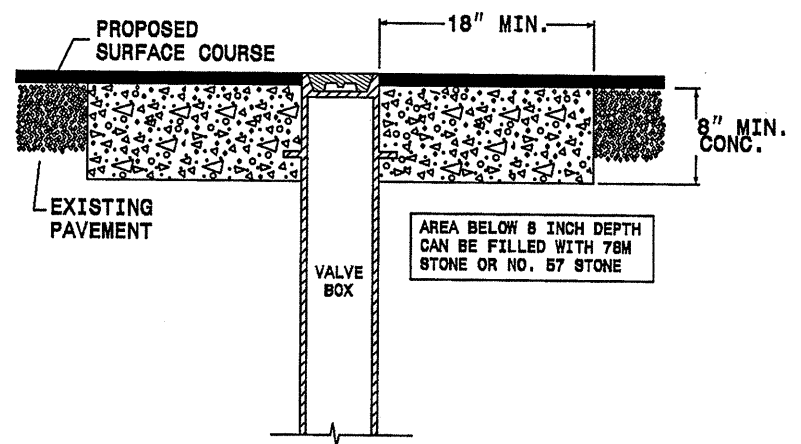 PROPOSED
SURFACE COURSE
18" MIN.
8" MIN.
CONC.
EXISTING
PAVEMENT
AREA BELOW 8 INCH DEPTH
CAN BE FILLED WITH 78M
STONE OR NO. 57 STONE
VALVE
BOX